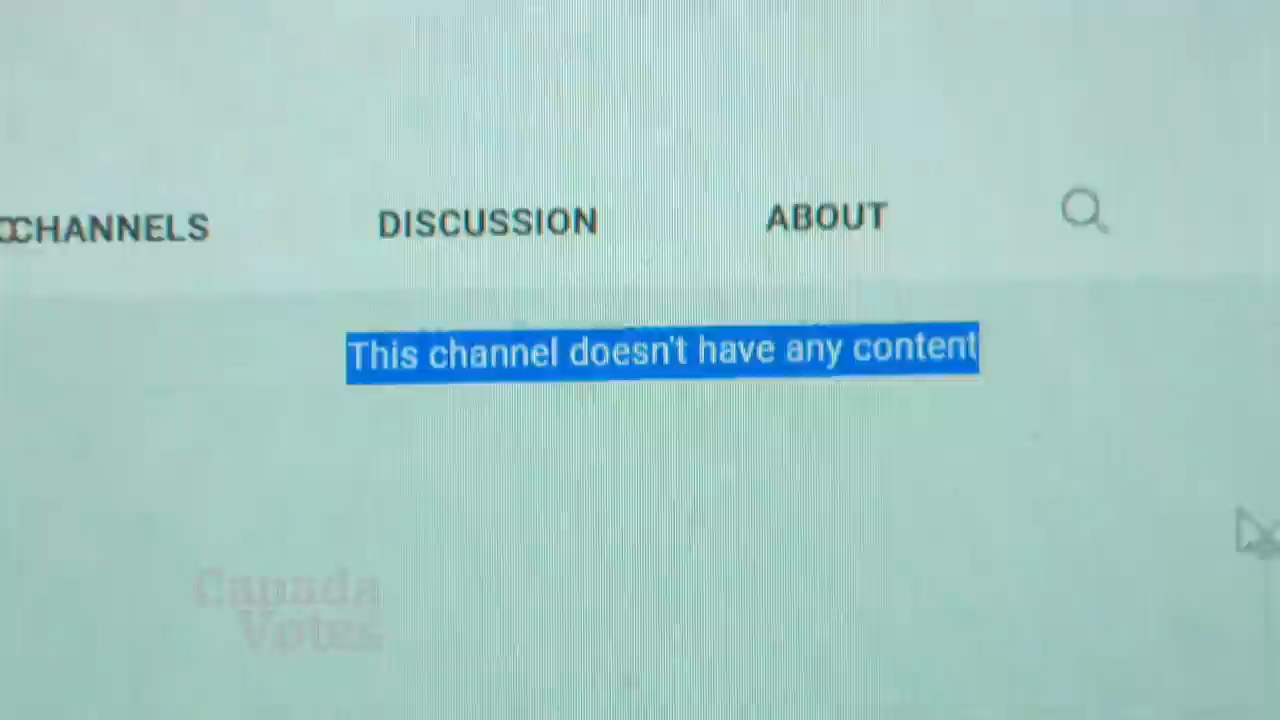 CHANNELS DISCUSSION ABOUT
This channel doesn't have any content
Canada
Votes